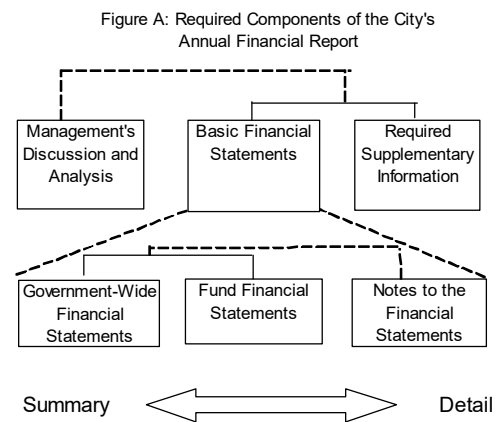 Figure A: Required Components of the City's
Annual Financial Report
Management's
Discussion and
Analysis
Basic Financial
Statements
Required
Supplementary
Information
Government-Wide
Financial
Statements
Fund Financial
Statements
Notes to the
Financial
Statements
Summary
Detail